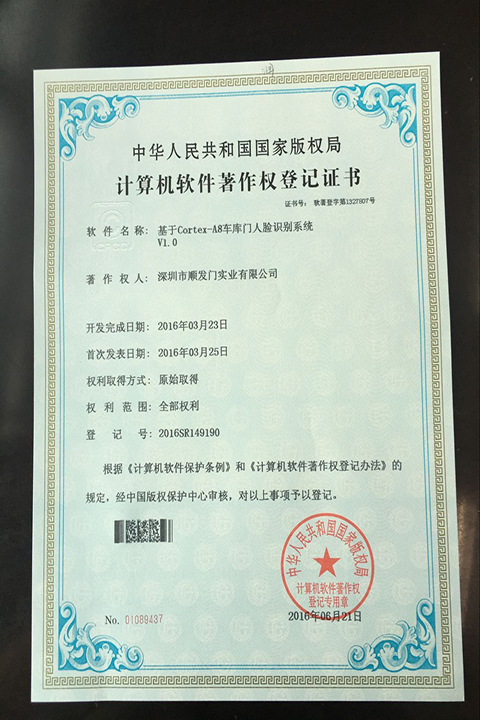 中华人民共和国国家版权局
计算机软件著作权登记证书
证书号： 软著登字第1327807号
软件名称： 基于Cortex-A8车库门人脸识别系统
V1.0
著作权人： 深圳市顺发门实业有限公司
开发完成日期： 2016年03月23日
首次发表日期： 2016年03月25日
权利取得方式： 原始取得
权利范围： 全部权利
登记号： 2016SR149190
根据《计算机软件保护条例》和《计算机软件著作权登记办法》的
规定，经中国版权保护中心审核，对以上事项予以登记。
中华人民共和国国家版权局
计算机软件著作权
登记专用章
No. 01089437
2016年06月21日